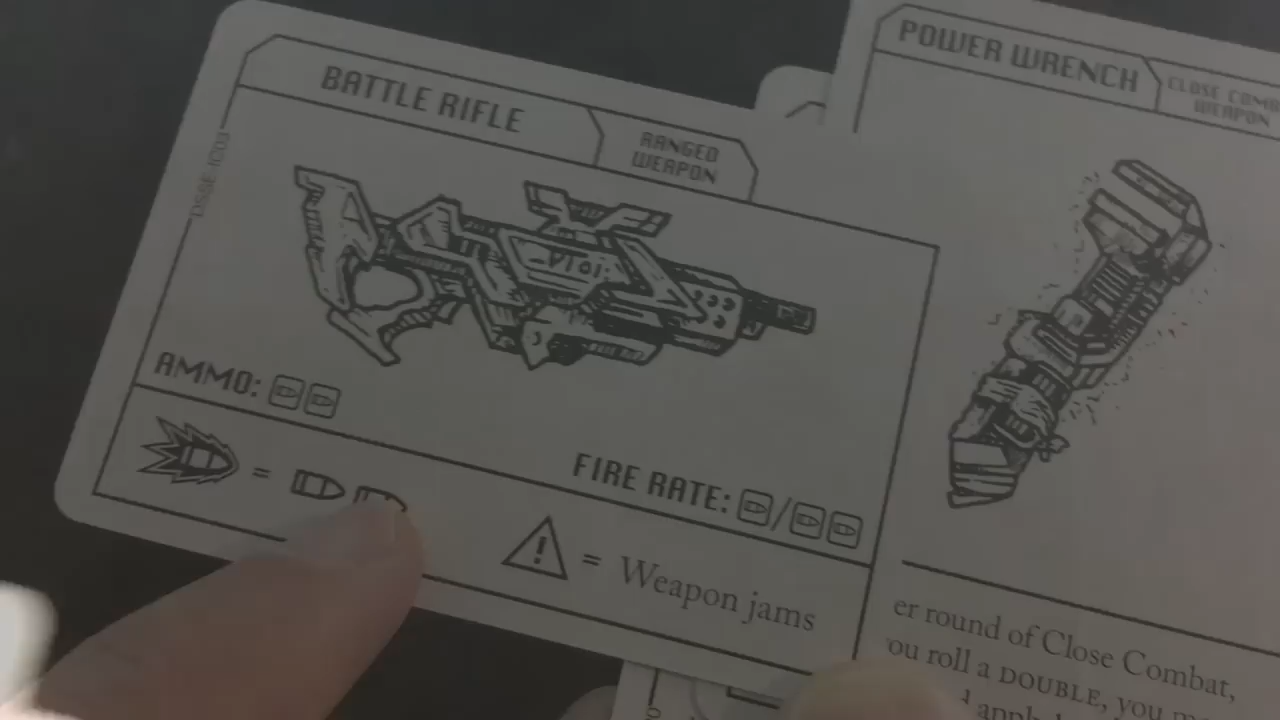 BATTLE RIFLE
RANGED
WEAPON
AMMO:
=
FIRE RATE: /
! = Weapon jams
POWER WRENCH
CLOSE
WEAPON
er round of Close Combat,
ou roll a DOUBLE, you